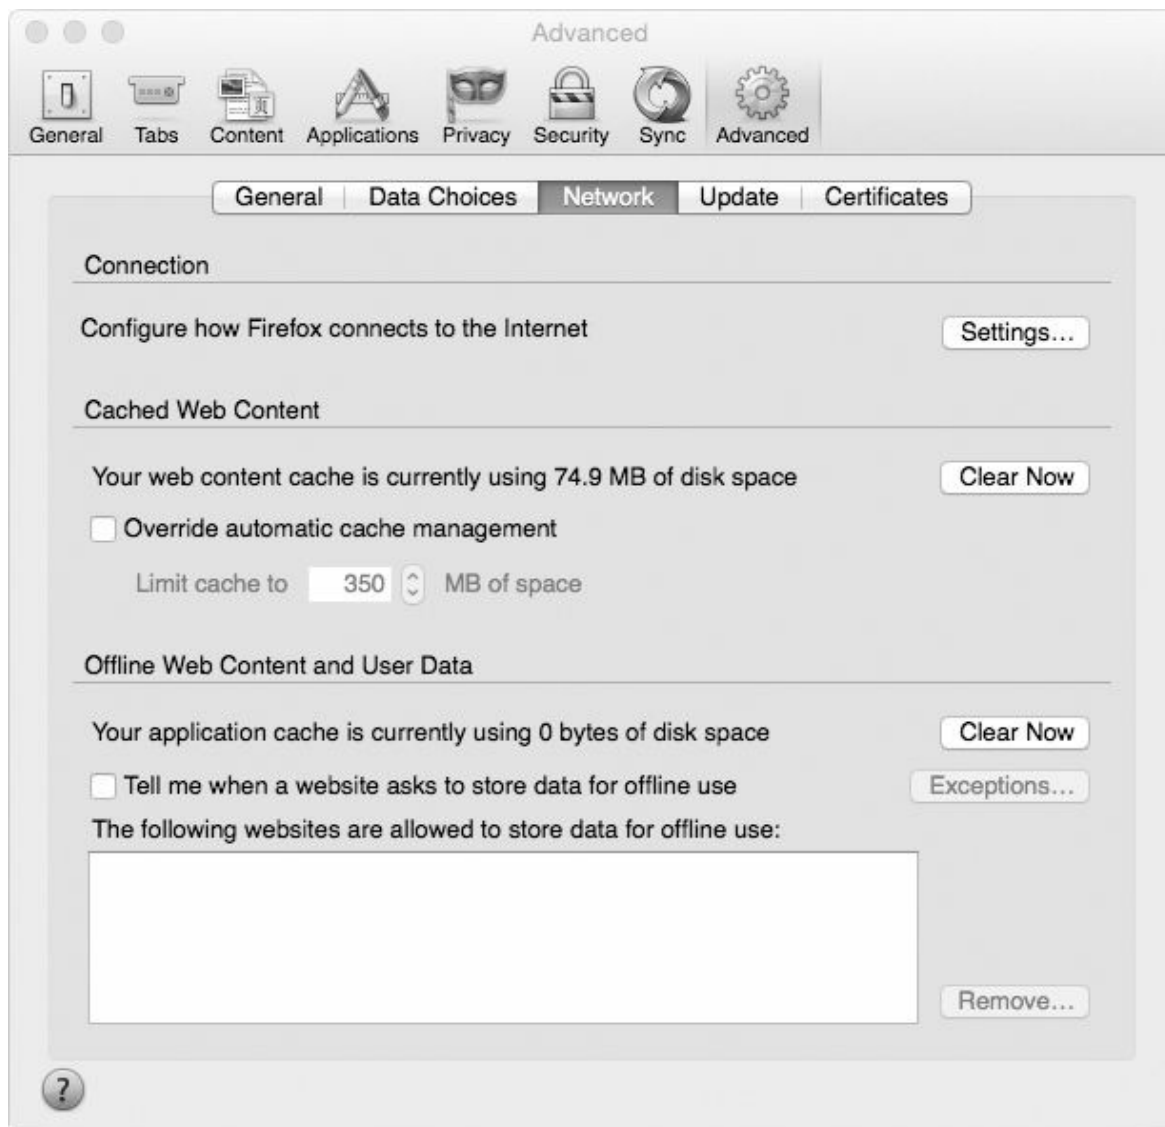 Advanced
General Tabs Content Applications Privacy Security Sync Advanced
General Data Choices Network Update Certificates
Connection
Configure how Firefox connects to the Internet Settings...
Cached Web Content
Your web content cache is currently using 74.9 MB of disk space Clear Now
Override automatic cache management
Limit cache to 350 MB of space
Offline Web Content and User Data
Your application cache is currently using 0 bytes of disk space Clear Now
Tell me when a website asks to store data for offline use Exceptions...
The following websites are allowed to store data for offline use:
Remove...
?